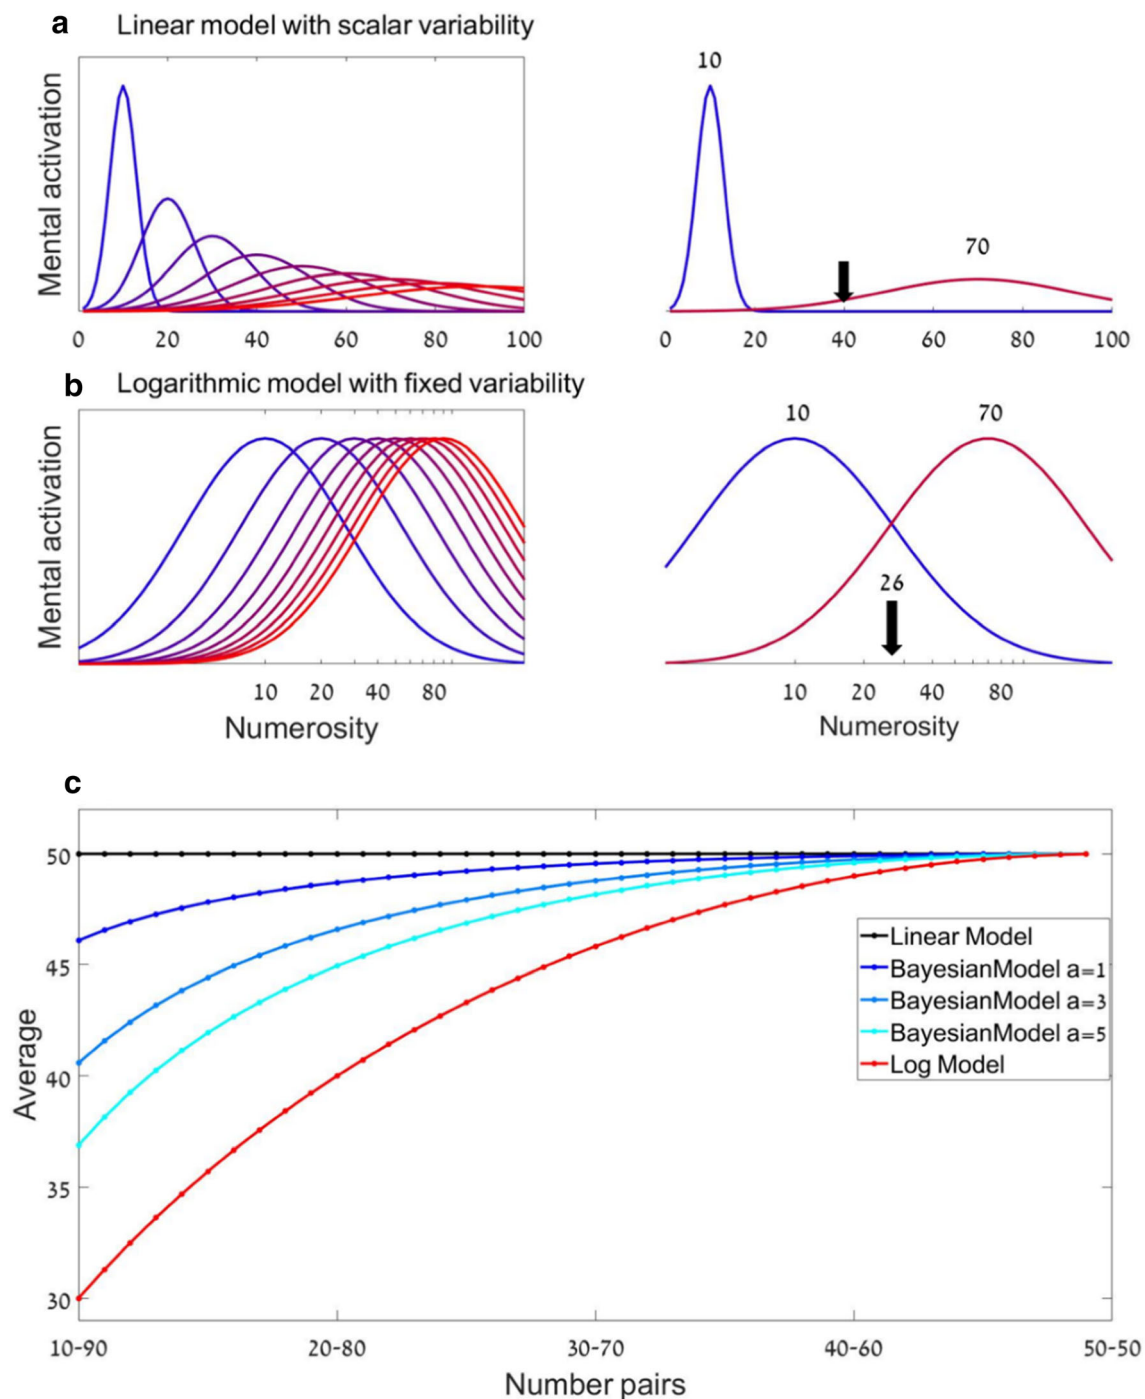 a Linear model with scalar variability
Mental activation
0 20 40 60 80 100
10
70
0 20 40 60 80 100
b Logarithmic model with fixed variability
Mental activation
10 20 40 80
Numerosity
10 70
26
10 20 40 80
Numerosity
c
Average
50
45
40
35
30
Linear Model
BayesianModel a=1
BayesianModel a=3
BayesianModel a=5
Log Model
10-90 20-80 30-70 40-60 50-50
Number pairs